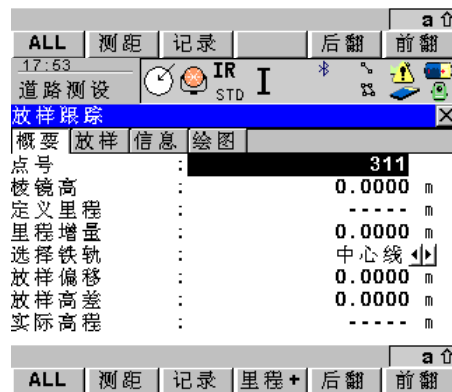 a
ALL 测距 记录 后翻 前翻
17:53
道路测设
IR
STD
I
放样跟踪
概要 放样 信息 绘图
点号 : 311
棱镜高 : 0.0000 m
定义里程 : ----- m
里程增量 : 0.0000 m
选择铁轨 : 中心线
放样偏移 : 0.0000 m
放样高差 : 0.0000 m
实际高程 : ----- m
a
ALL 测距 记录 里程+ 后翻 前翻